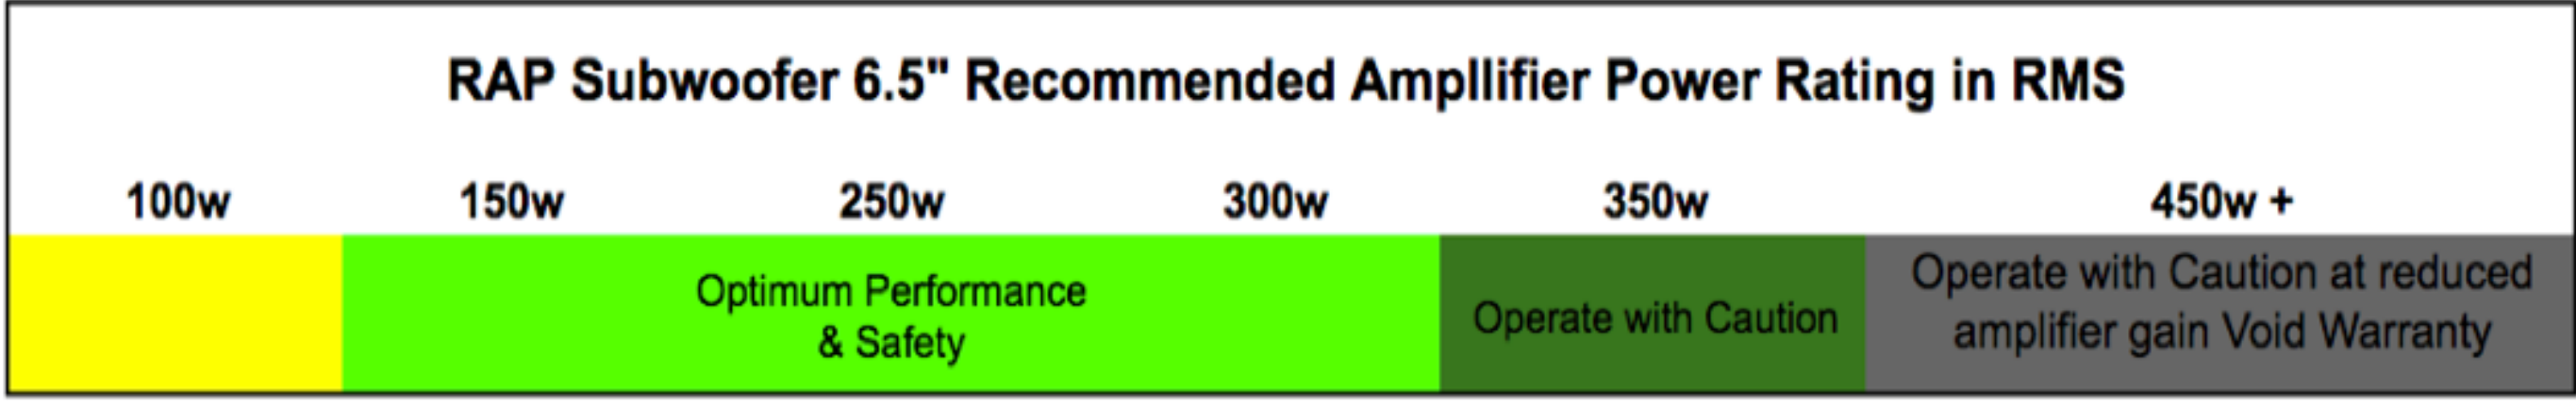 RAP Subwoofer 6.5" Recommended Ampllifier Power Rating in RMS
100w 150w 250w 300w 350w 450w +
Optimum Performance
& Safety
Operate with Caution
Operate with Caution at reduced
amplifier gain Void Warranty